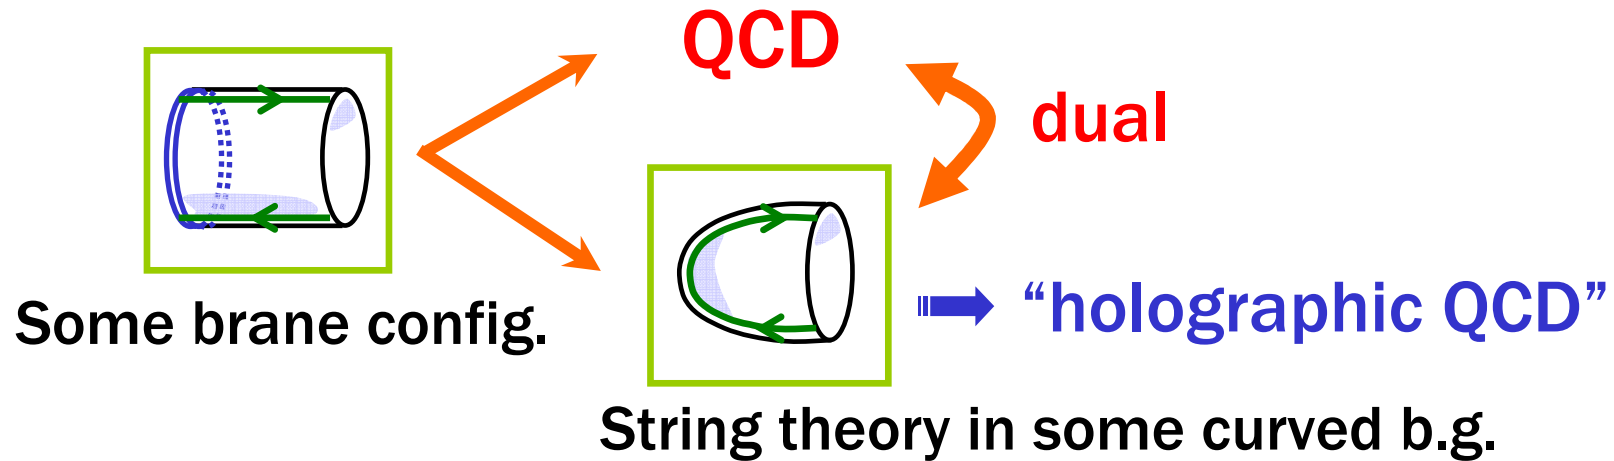 QCD
dual
Some brane config.
“holographic QCD”
String theory in some curved b.g.